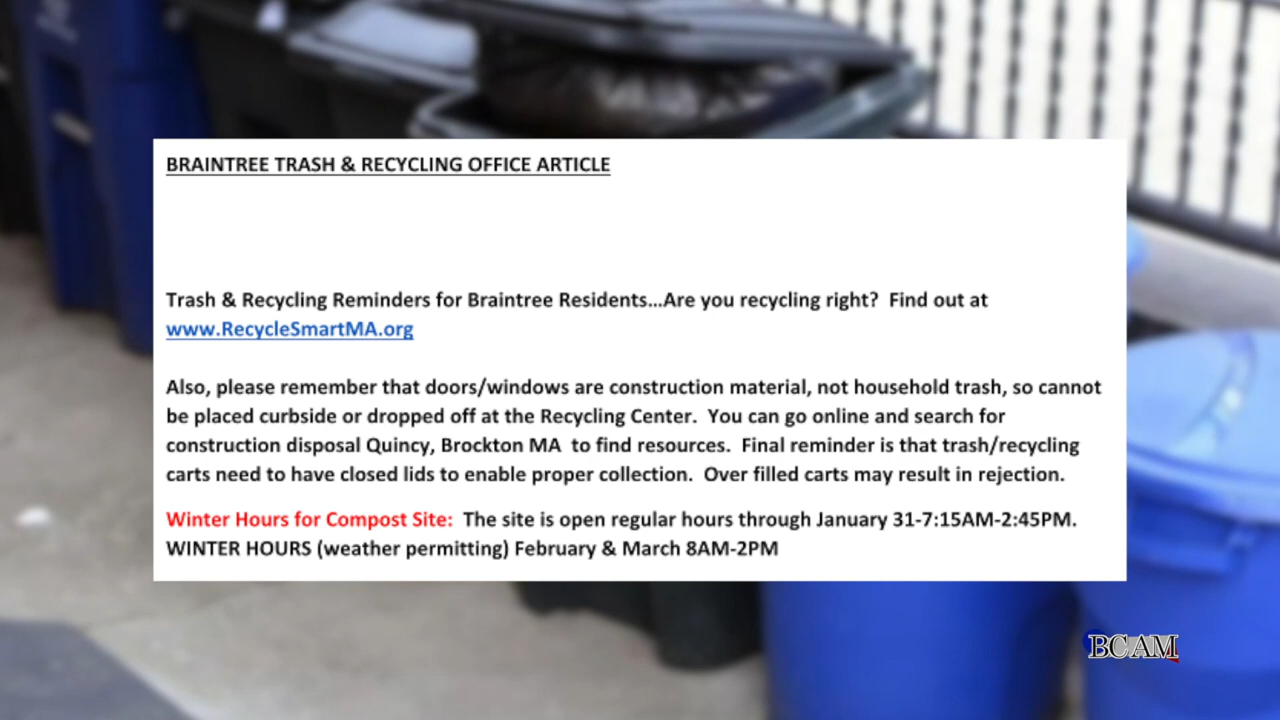 BRAINTREE TRASH & RECYCLING OFFICE ARTICLE
Trash & Recycling Reminders for Braintree Residents...Are you recycling right?  Find out at
www.RecycleSmartMA.org
Also, please remember that doors/windows are construction material, not household trash, so cannot
be placed curbside or dropped off at the Recycling Center.  You can go online and search for
construction disposal Quincy, Brockton MA  to find resources.  Final reminder is that trash/recycling
carts need to have closed lids to enable proper collection.  Over filled carts may result in rejection.
Winter Hours for Compost Site:  The site is open regular hours through January 31-7:15AM-2:45PM.
WINTER HOURS (weather permitting) February & March 8AM-2PM
BCAM